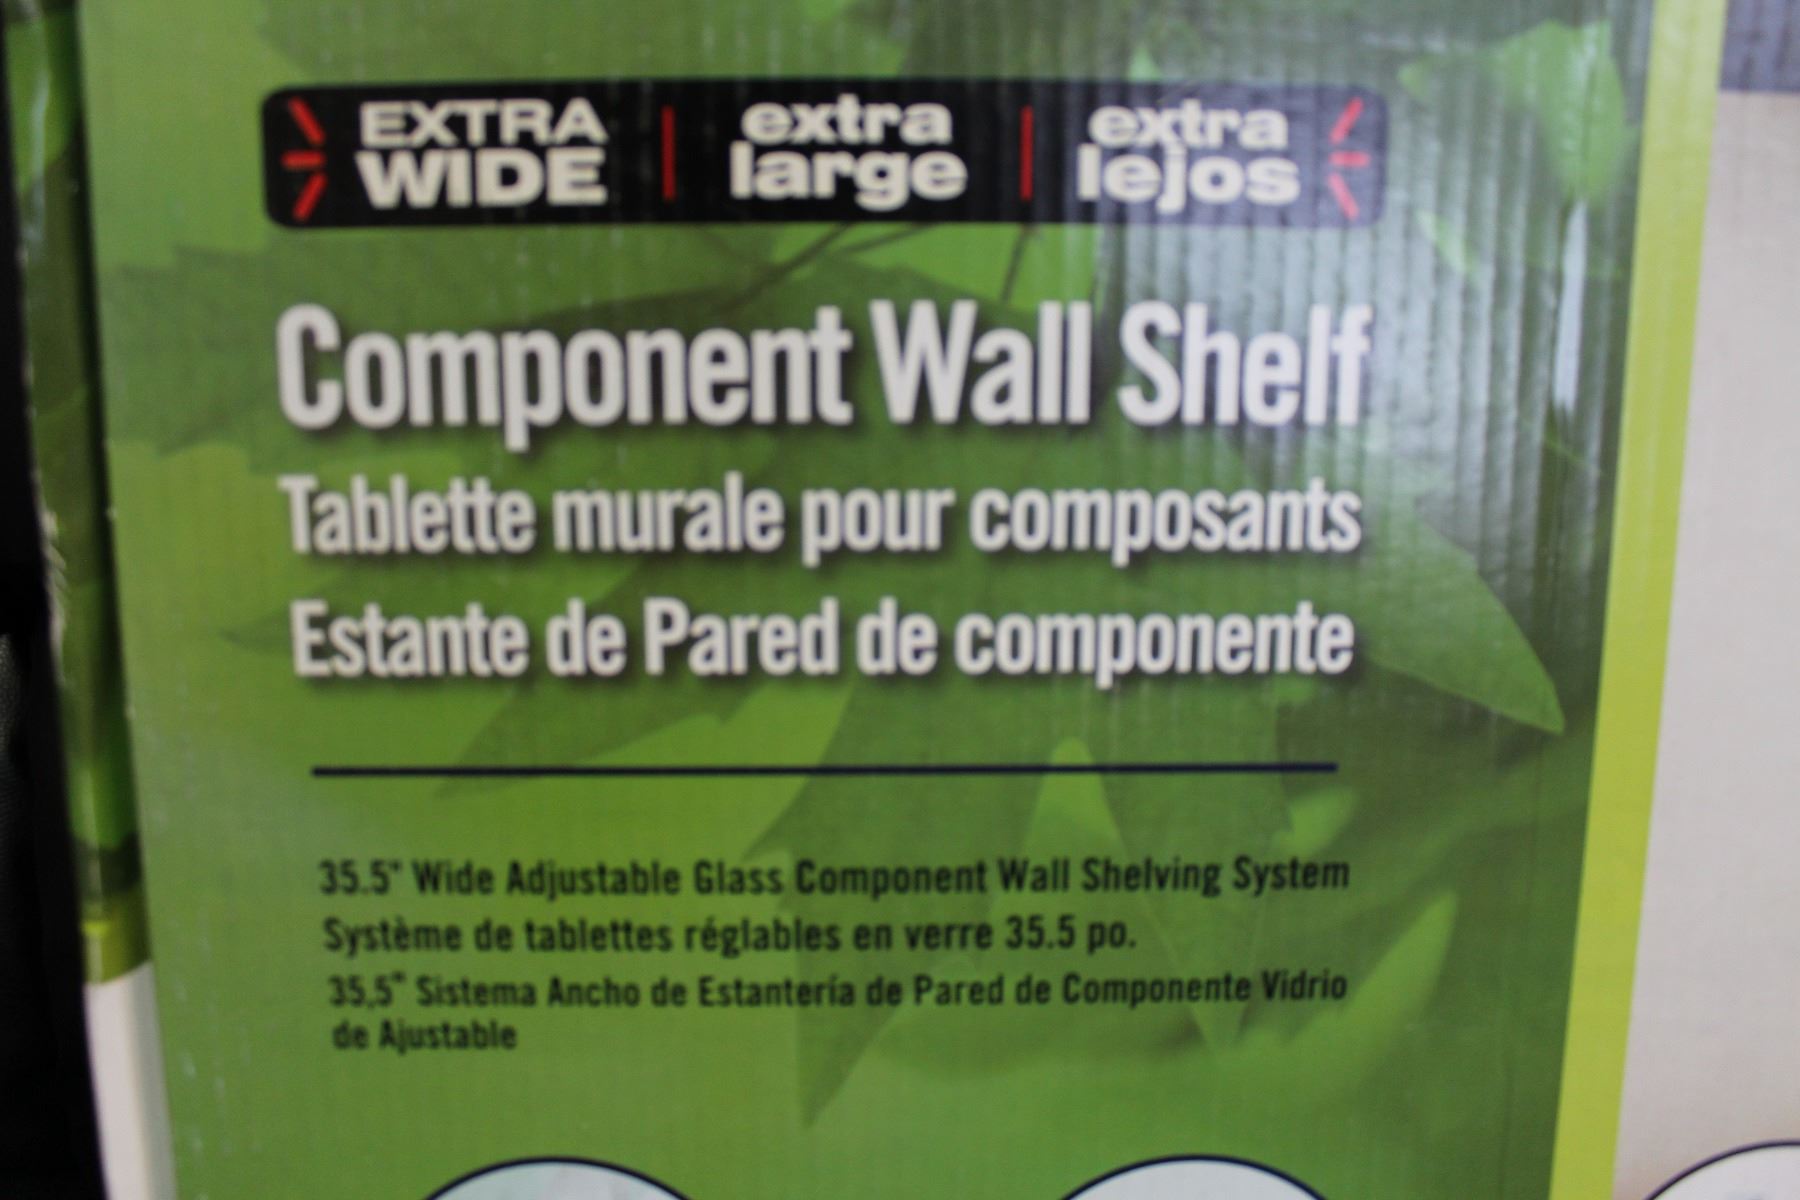 EXTRA WIDE | extra large | extra lejos
Component Wall Shelf
Tablette murale pour composants
Estante de Pared de componente
35.5" Wide Adjustable Glass Component Wall Shelving System
Système de tablettes réglables en verre 35.5 po.
35,5" Sistema Ancho de Estantería de Pared de Componente Vidrio
de Ajustable